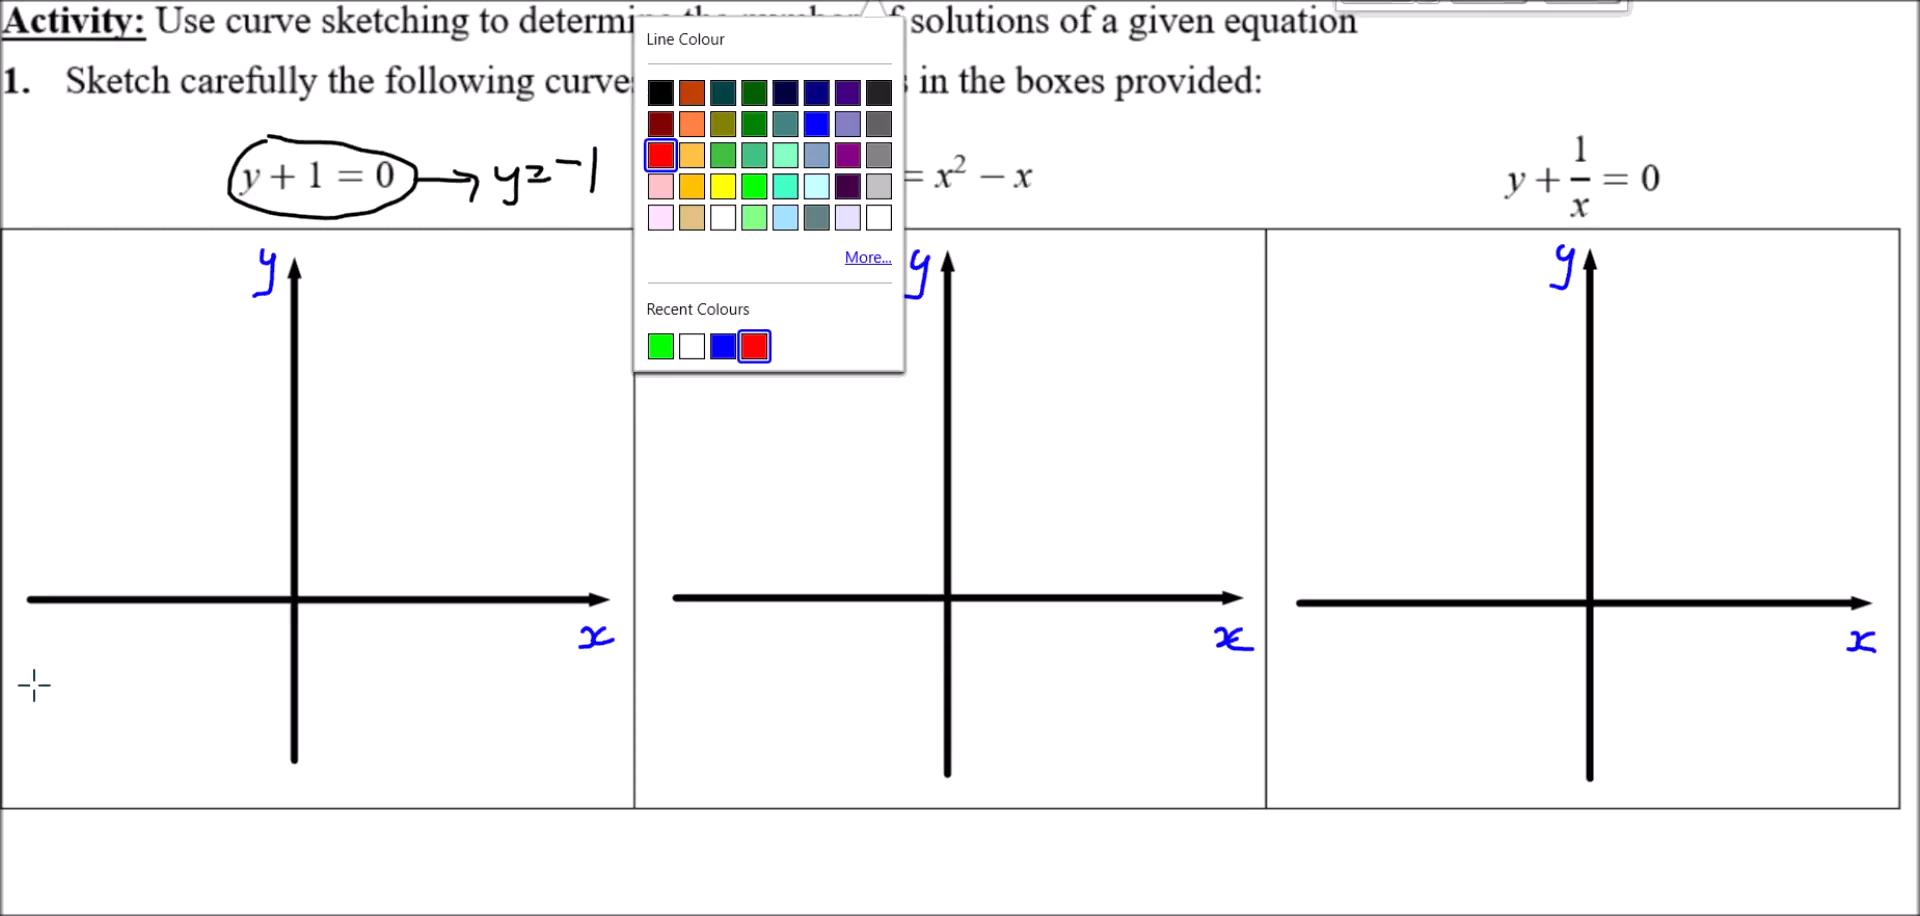 Activity: Use curve sketching to determi solutions of a given equation
1. Sketch carefully the following curve in the boxes provided:
y + 1 = 0 → y = -1
= x² − x
y + 1/x = 0
Line Colour
More...
Recent Colours
y
y
y
x
x
x